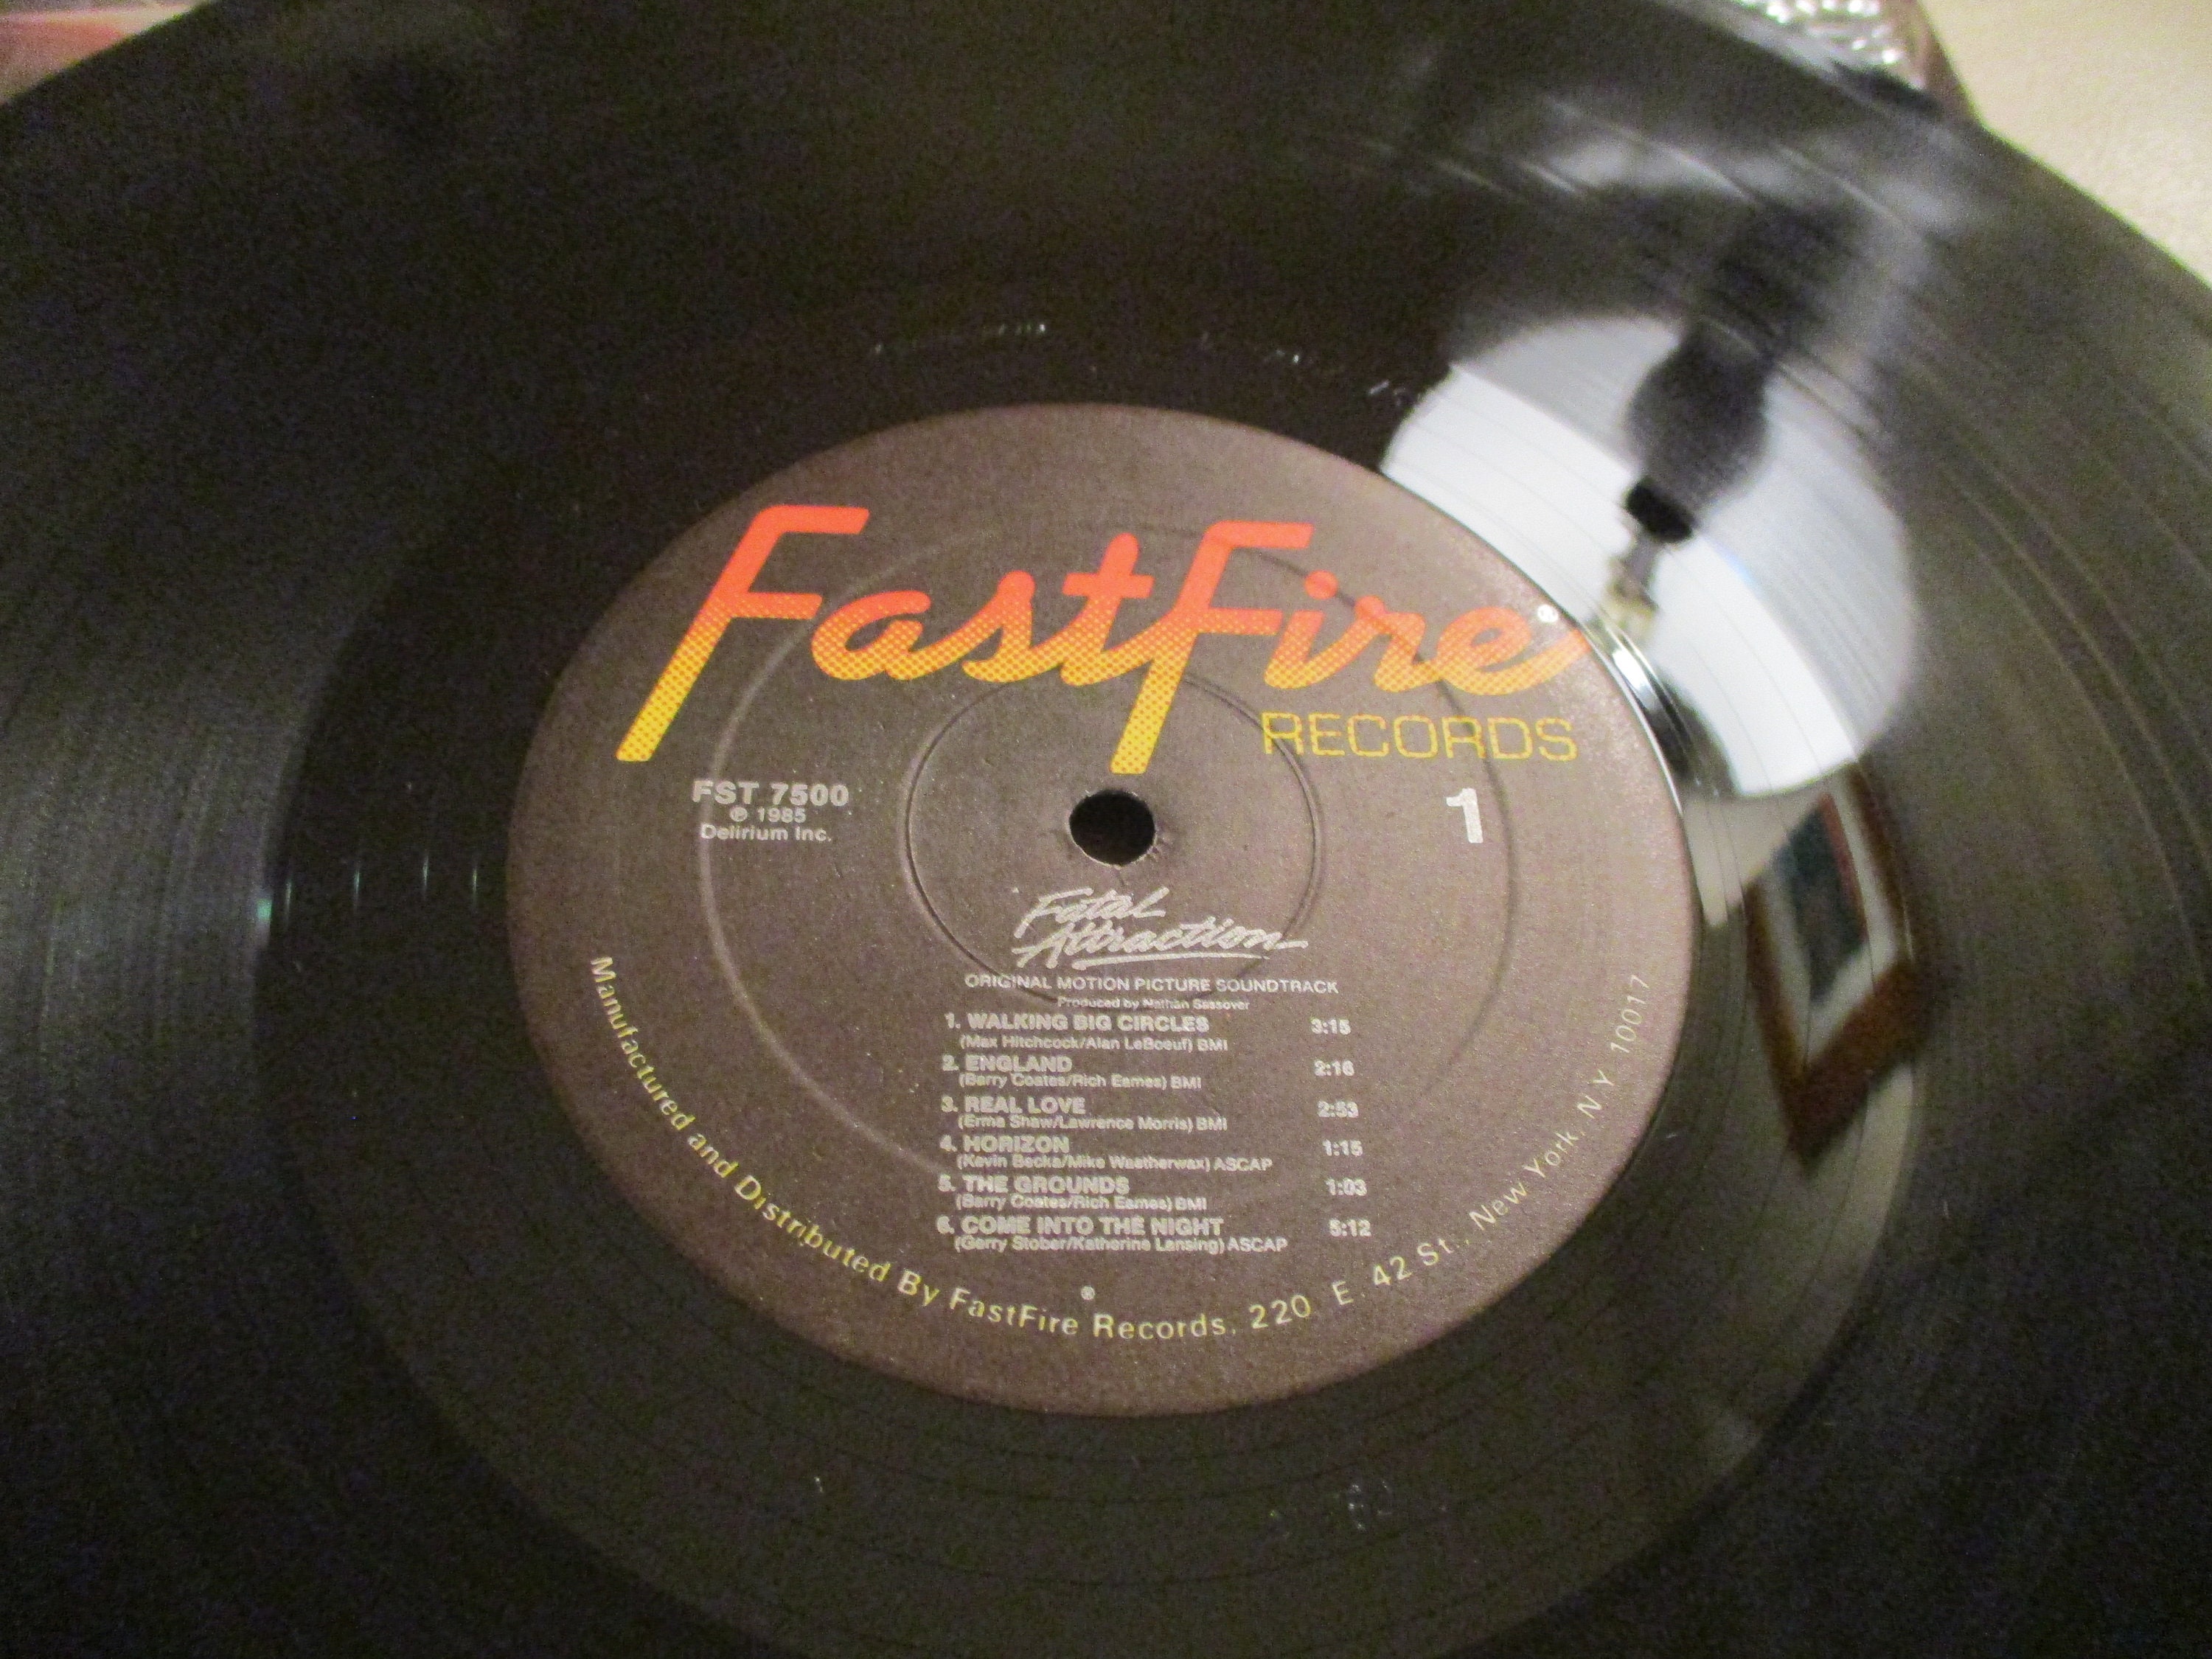 FastFire®
RECORDS
FST 7500
℗ 1985
Delirium Inc.
1
Fatal
Attraction
ORIGINAL MOTION PICTURE SOUNDTRACK
Produced by Nathan Sassover
1. WALKING BIG CIRCLES 3:15
(Max Hitchcock/Alan LeBoeuf) BMI
2. ENGLAND 2:16
(Barry Coates/Rich Eames) BMI
3. REAL LOVE 2:53
(Erma Shaw/Lawrence Morris) BMI
4. HORIZON 1:15
(Kevin Becka/Mike Weatherwax) ASCAP
5. THE GROUNDS 1:03
(Barry Coates/Rich Eames) BMI
6. COME INTO THE NIGHT 5:12
(Gerry Stober/Katherine Lansing) ASCAP
Manufactured and Distributed By FastFire Records®, 220 E. 42 St., New York, N Y 10017